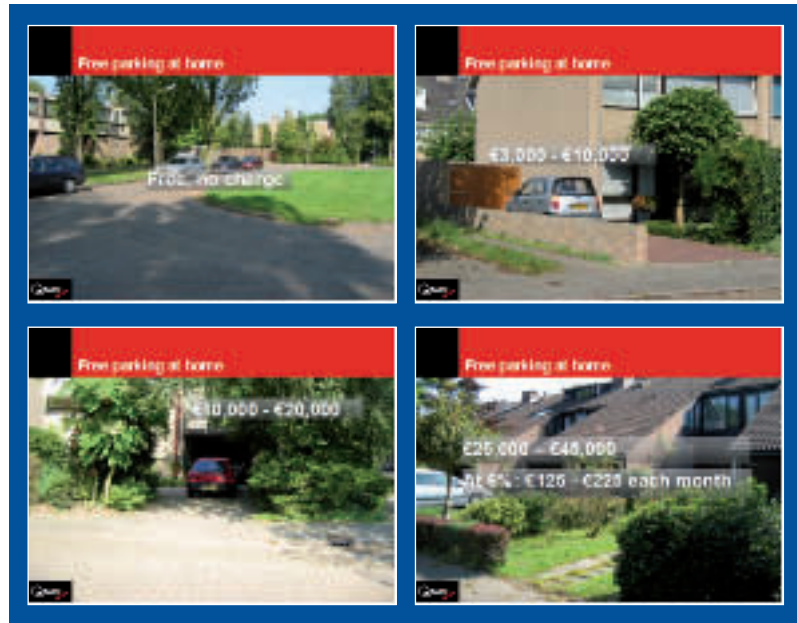 Free parking at home
Free, no charge
Free parking at home
€3,000 - €10,000
Free parking at home
€10,000 - €20,000
Free parking at home
€25,000 - €45,000
At 6%: €125 - €225 each month